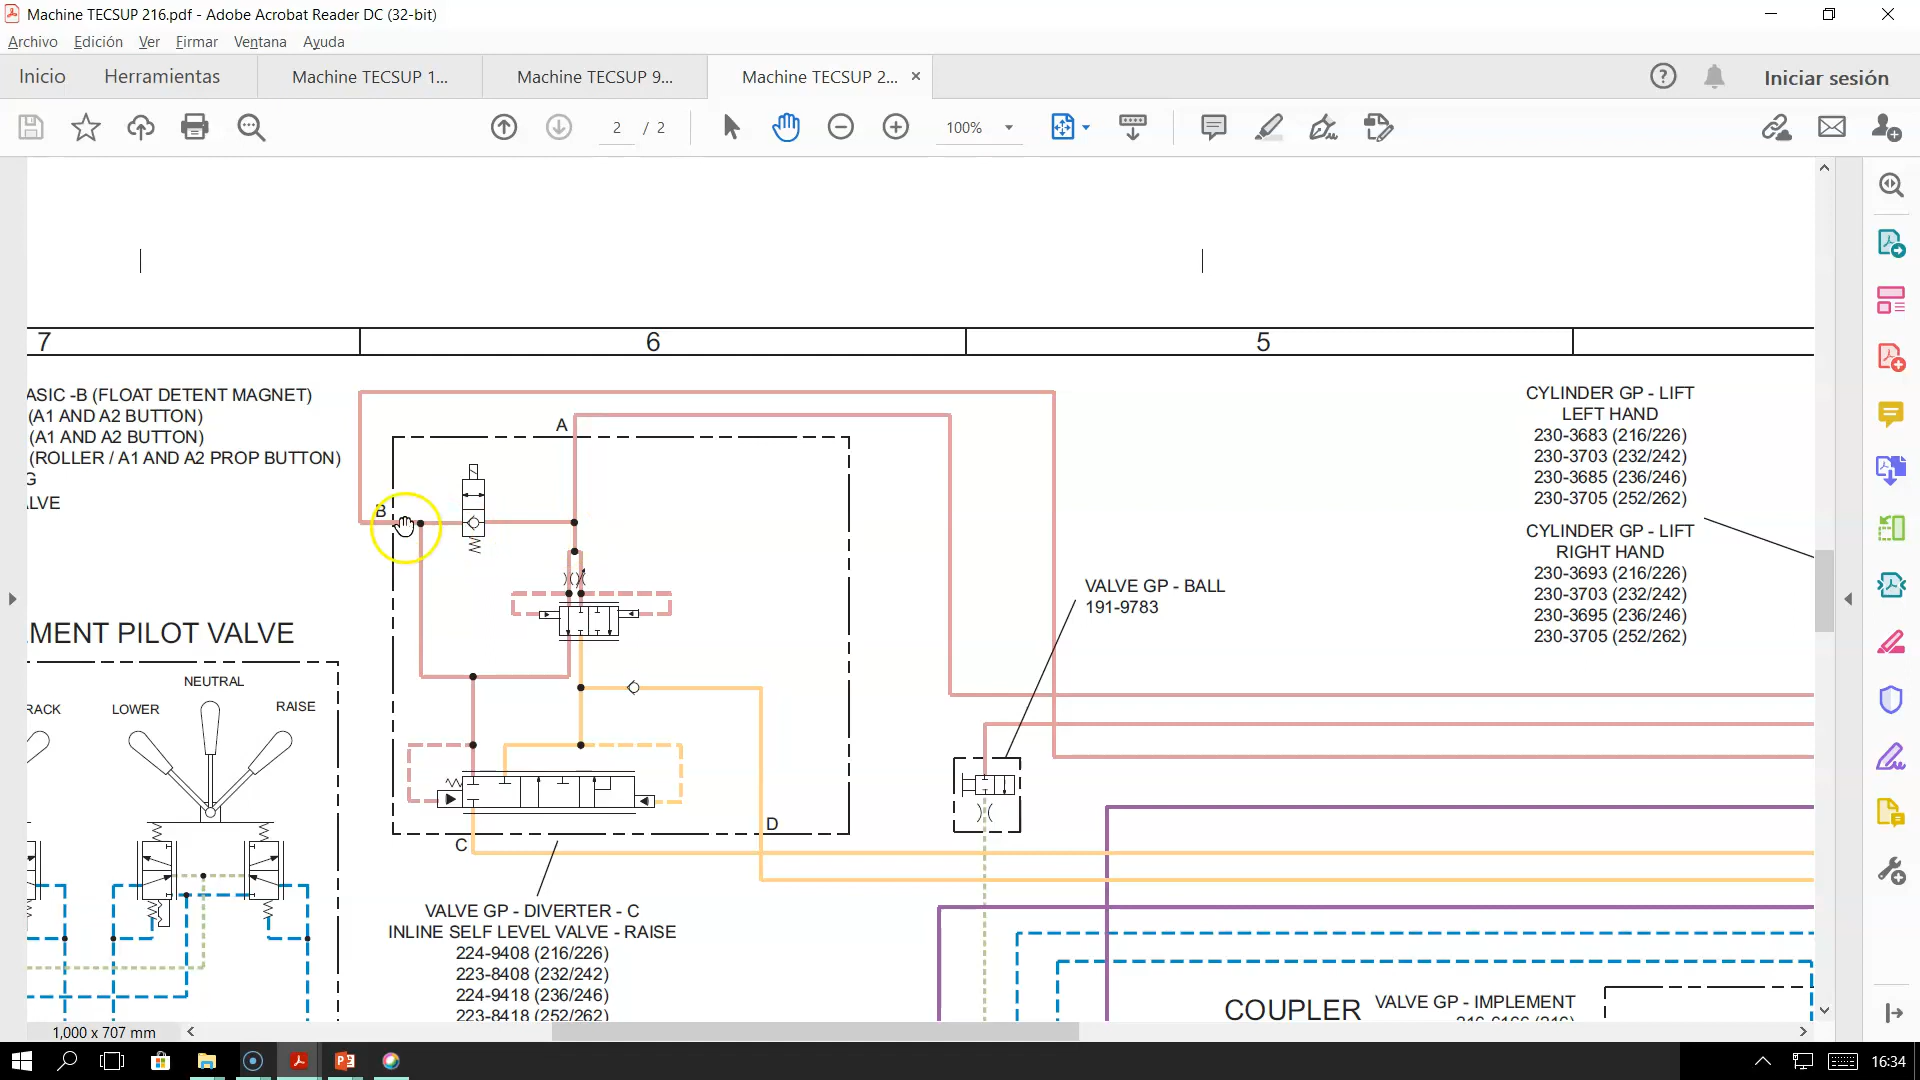 Machine TECSUP 216.pdf - Adobe Acrobat Reader DC (32-bit)
Archivo Edición Ver Firmar Ventana Ayuda
Inicio Herramientas Machine TECSUP 1... Machine TECSUP 9... Machine TECSUP 2... Iniciar sesión
2 / 2 100%
7 6 5
ASIC -B (FLOAT DETENT MAGNET)
(A1 AND A2 BUTTON)
(A1 AND A2 BUTTON)
(ROLLER / A1 AND A2 PROP BUTTON)
G
ALVE
MENT PILOT VALVE
NEUTRAL
RACK LOWER RAISE
A
B
C
D
VALVE GP - DIVERTER - C
INLINE SELF LEVEL VALVE - RAISE
224-9408 (216/226)
223-8408 (232/242)
224-9418 (236/246)
223-8418 (252/262)
VALVE GP - BALL
191-9783
CYLINDER GP - LIFT
LEFT HAND
230-3683 (216/226)
230-3703 (232/242)
230-3685 (236/246)
230-3705 (252/262)
CYLINDER GP - LIFT
RIGHT HAND
230-3693 (216/226)
230-3703 (232/242)
230-3695 (236/246)
230-3705 (252/262)
COUPLER
VALVE GP - IMPLEMENT
1,000 x 707 mm
16:34